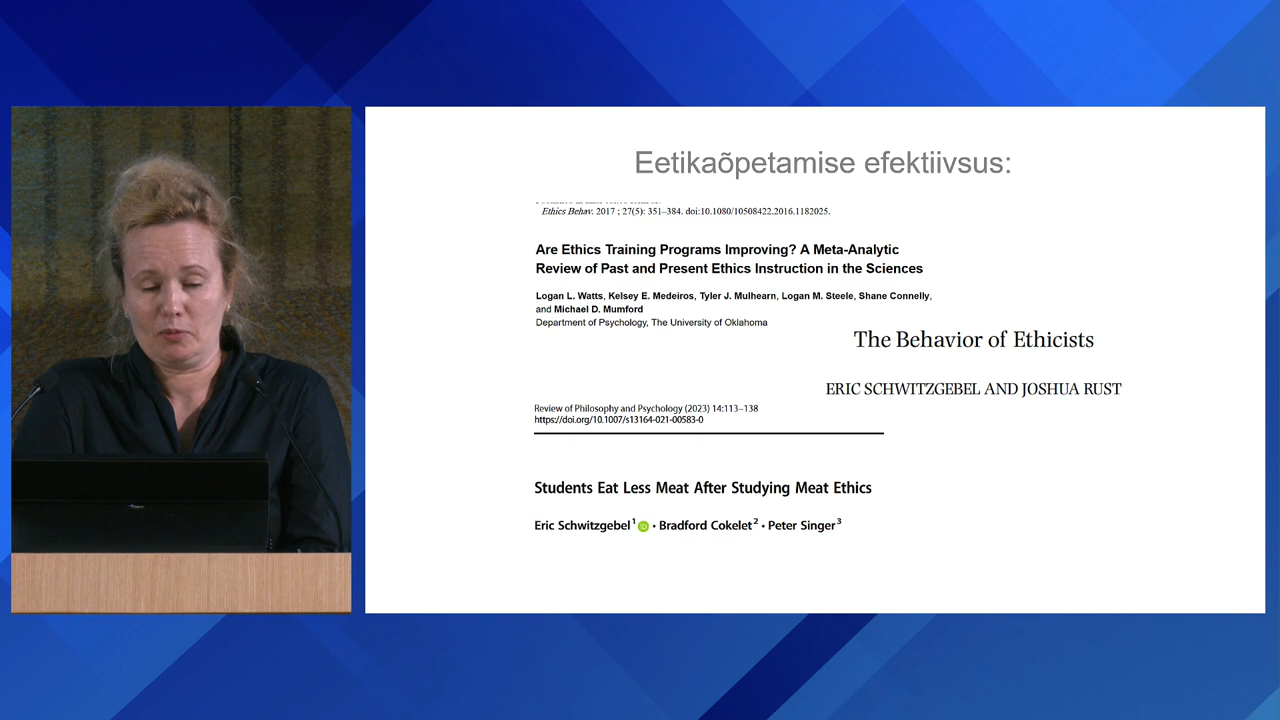 Eetikaõpetamise efektiivsus:
Ethics Behav. 2017 ; 27(5): 351–384. doi:10.1080/10508422.2016.1182025.
Are Ethics Training Programs Improving? A Meta-Analytic
Review of Past and Present Ethics Instruction in the Sciences
Logan L. Watts, Kelsey E. Medeiros, Tyler J. Mulhearn, Logan M. Steele, Shane Connelly,
and Michael D. Mumford
Department of Psychology, The University of Oklahoma
The Behavior of Ethicists
ERIC SCHWITZGEBEL AND JOSHUA RUST
Review of Philosophy and Psychology (2023) 14:113–138
https://doi.org/10.1007/s13164-021-00583-0
Students Eat Less Meat After Studying Meat Ethics
Eric Schwitzgebel1 · Bradford Cokelet2 · Peter Singer3